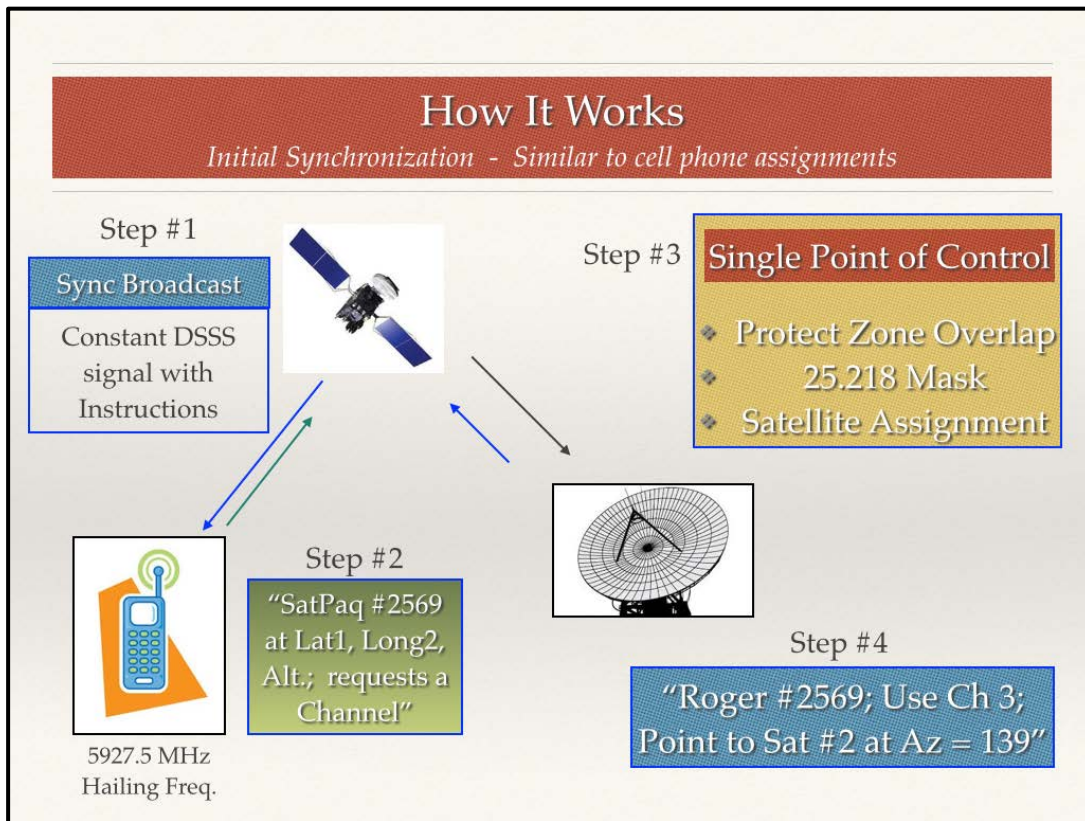 How It Works
Initial Synchronization - Similar to cell phone assignments
Step #1
Sync Broadcast
Constant DSSS
signal with
Instructions
Step #2
"SatPaq #2569
at Lat1, Long2,
Alt.; requests a
Channel"
5927.5 MHz
Hailing Freq.
Step #3
Single Point of Control
❖ Protect Zone Overlap
❖ 25.218 Mask
❖ Satellite Assignment
Step #4
"Roger #2569; Use Ch 3;
Point to Sat #2 at Az = 139"